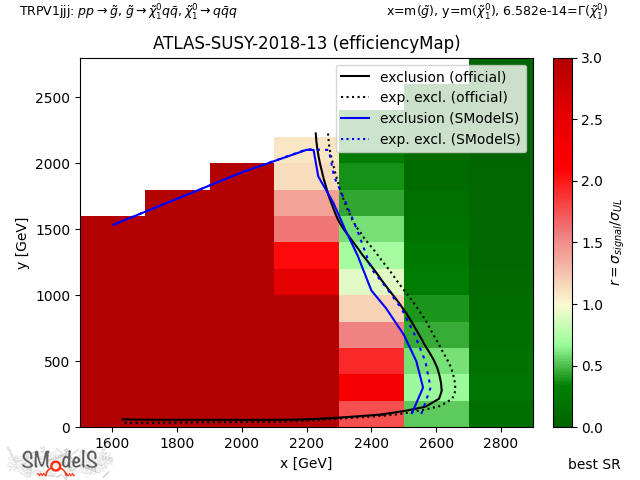 TRPV1jjj: pp → g̃, g̃ → χ̃⁰₁qq̄, χ̃⁰₁ → qq̄q    x=m(g̃), y=m(χ̃⁰₁), 6.582e-14=Γ(χ̃⁰₁)
ATLAS-SUSY-2018-13 (efficiencyMap)
exclusion (official)
exp. excl. (official)
exclusion (SModelS)
exp. excl. (SModelS)
y [GeV]
2500
2000
1500
1000
500
0
1600 1800 2000 2200 2400 2600 2800
x [GeV]
3.0
2.5
2.0
1.5
1.0
0.5
0.0
r = σ_signal/σ_UL
SModelS
best SR